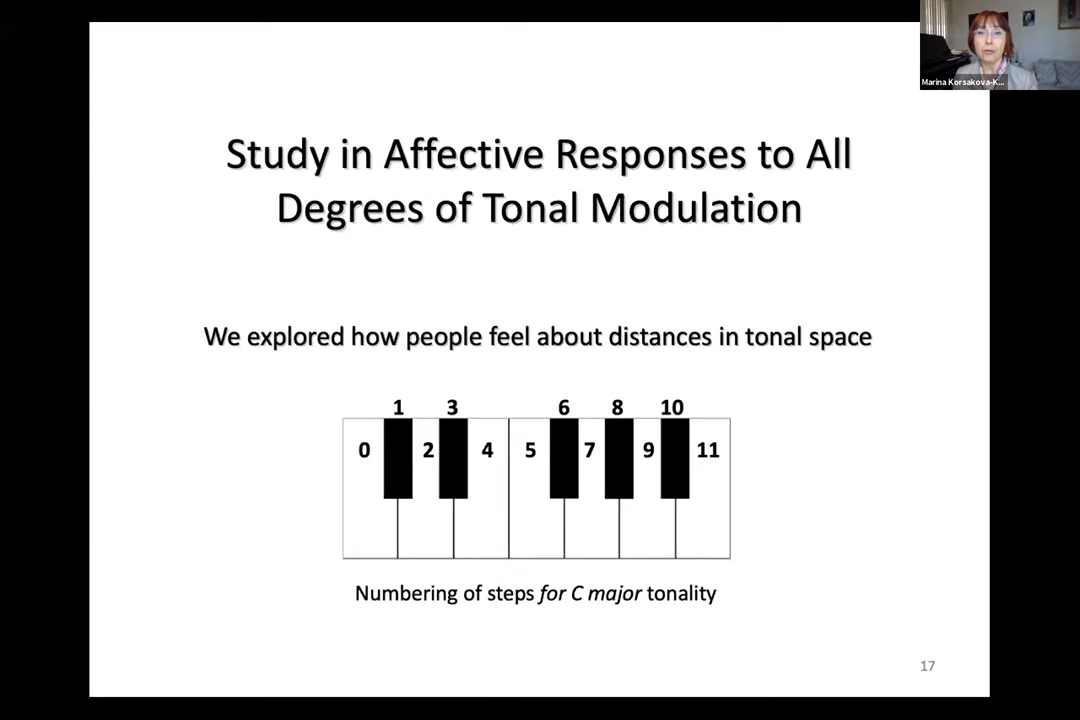 Marina Korsakova-K...
Study in Affective Responses to All
Degrees of Tonal Modulation
We explored how people feel about distances in tonal space
1 3 6 8 10
0 2 4 5 7 9 11
Numbering of steps for C major tonality
17